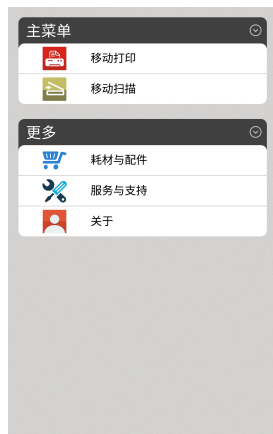 主菜单
移动打印
移动扫描
更多
耗材与配件
服务与支持
关于